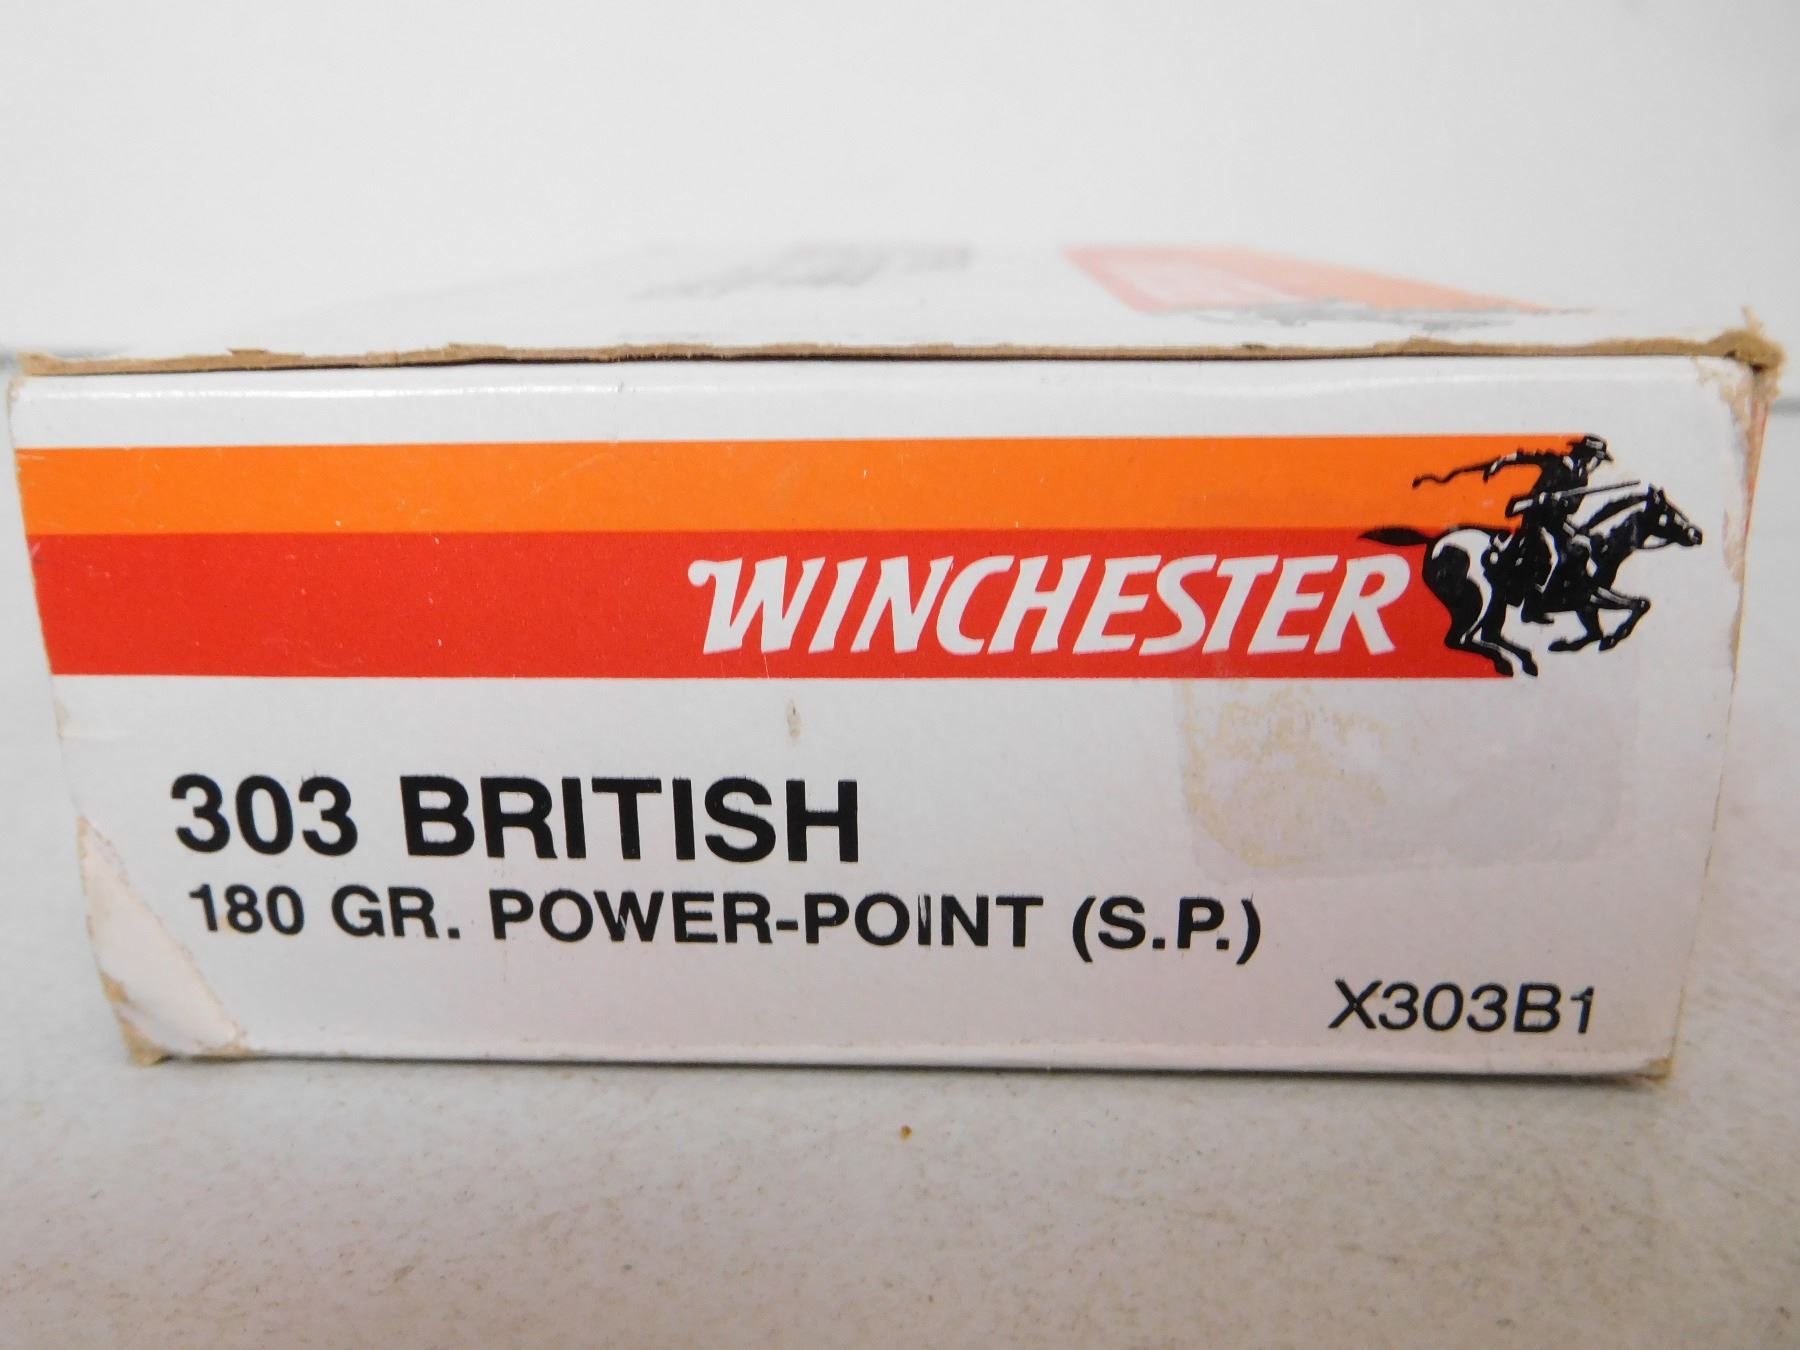 WINCHESTER
303 BRITISH
180 GR. POWER-POINT (S.P.)
X303B1